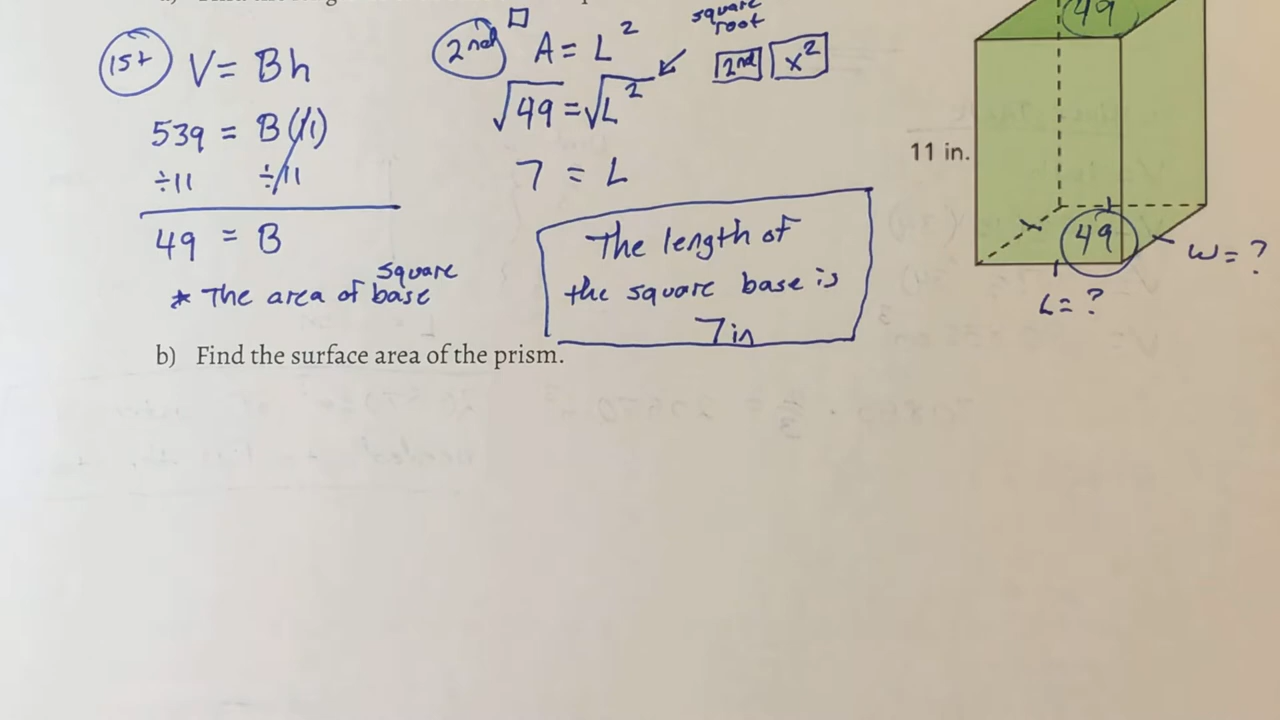 1st
V = Bh
539 = B(11)
÷11 ÷11
49 = B
* The area of square base
2nd
A = L²
square root
2nd x²
√49 = √L²
7 = L
The length of
the square base is
7 in
49
11 in.
49
w = ?
L = ?
b) Find the surface area of the prism.